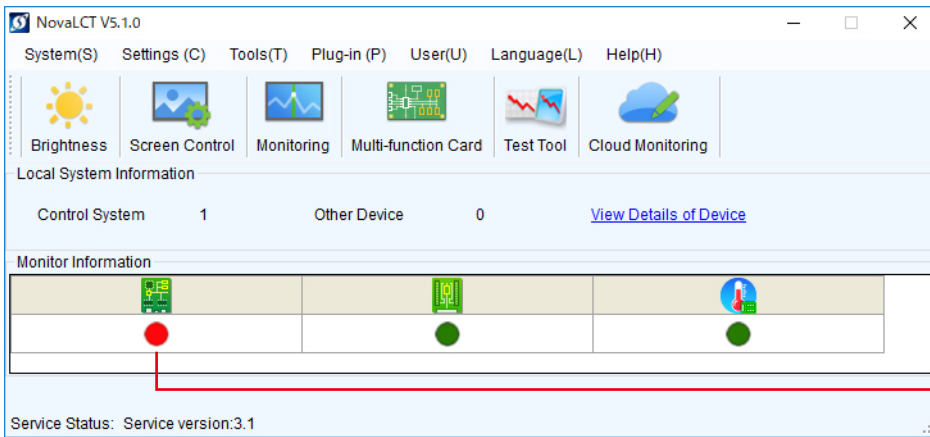 NovaLCT V5.1.0
System(S) Settings (C) Tools(T) Plug-in (P) User(U) Language(L) Help(H)
Brightness Screen Control Monitoring Multi-function Card Test Tool Cloud Monitoring
Local System Information
Control System 1 Other Device 0 View Details of Device
Monitor Information
Service Status: Service version:3.1